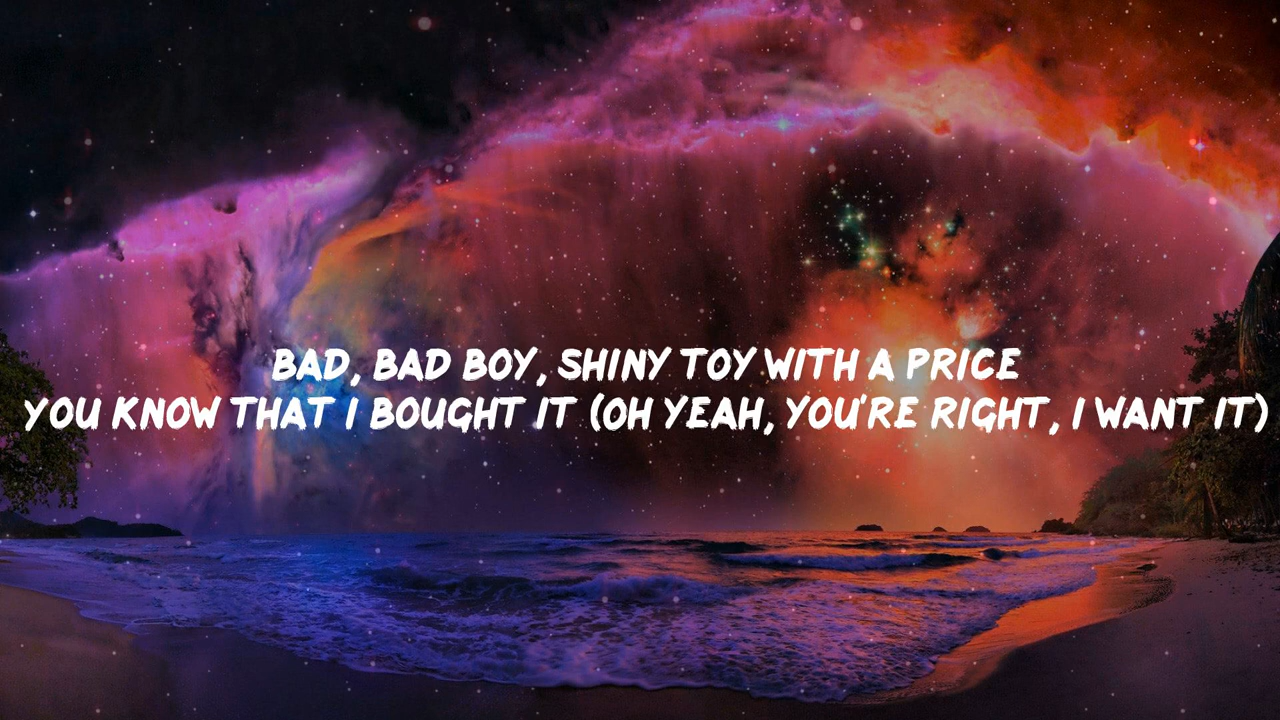 BAD, BAD BOY, SHINY TOY WITH A PRICE
YOU KNOW THAT I BOUGHT IT (OH YEAH, YOU'RE RIGHT, I WANT IT)